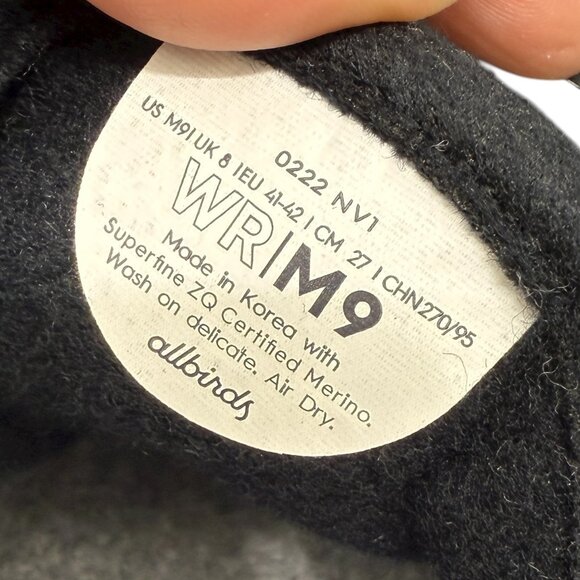 0222 NV1
US M9 | UK 8 | EU 41-42 | CM 27 | CHN270/95
WR|M9
Made in Korea with
Superfine ZQ Certified Merino.
Wash on delicate. Air Dry.
allbirds